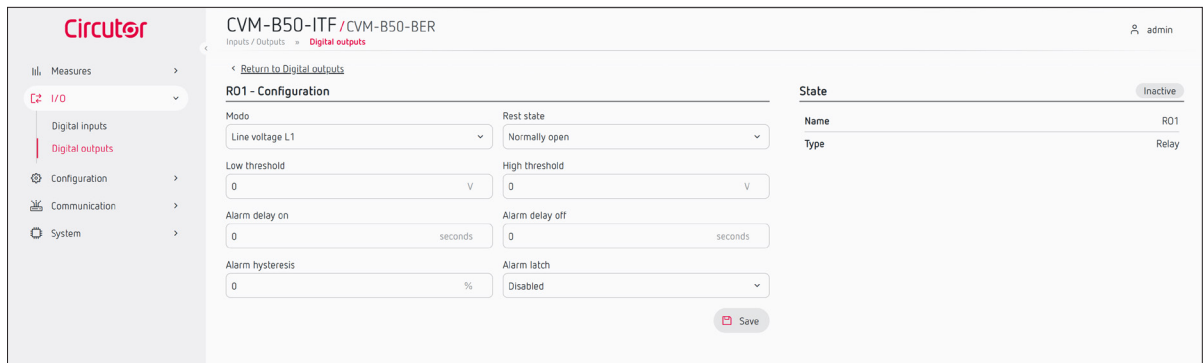 Circutor
CVM-B50-ITF/CVM-B50-BER
Inputs / Outputs » Digital outputs
admin
Measures
I/O
Digital inputs
Digital outputs
Configuration
Communication
System
< Return to Digital outputs
RO1 - Configuration
Modo
Rest state
Line voltage L1
Normally open
Low threshold
High threshold
0 V
0 V
Alarm delay on
Alarm delay off
0 seconds
0 seconds
Alarm hysteresis
Alarm latch
0 %
Disabled
Save
State
Inactive
Name
RO1
Type
Relay